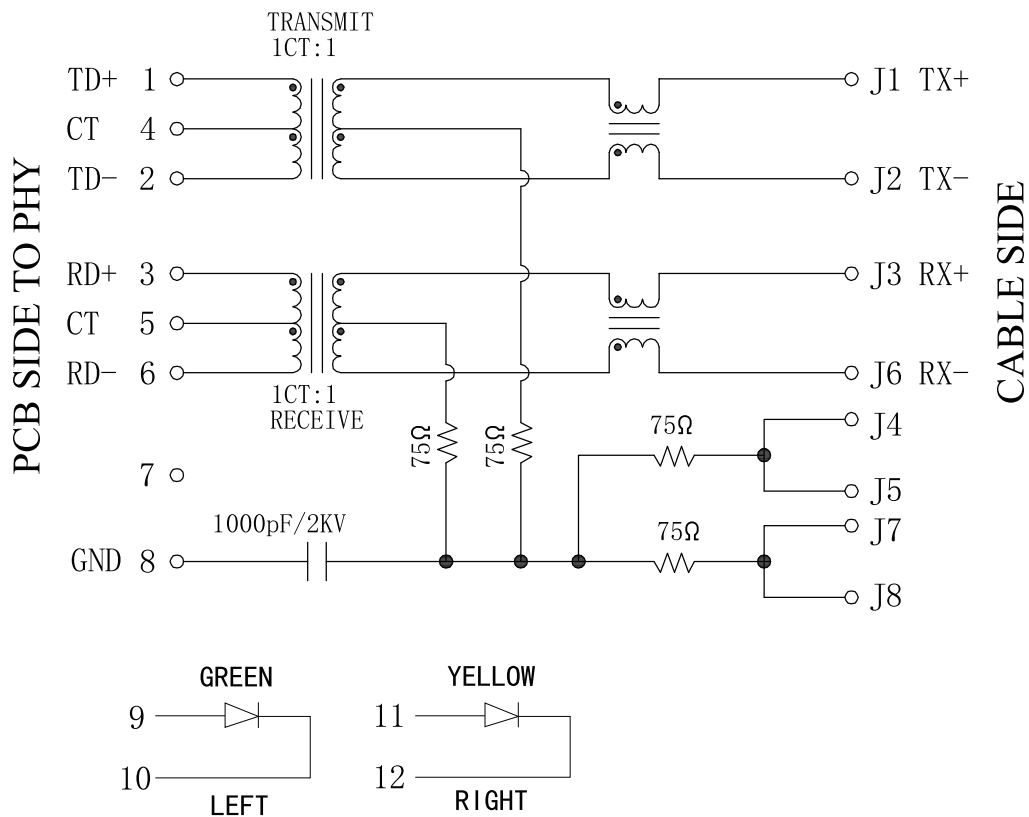 TRANSMIT
1CT:1
TD+ 1
J1 TX+
CT 4
TD- 2
J2 TX-
PCB SIDE TO PHY
CABLE SIDE
RD+ 3
J3 RX+
CT 5
RD- 6
J6 RX-
1CT:1
RECEIVE
75Ω
75Ω
75Ω
J4
7
J5
1000pF/2KV
75Ω
J7
GND 8
J8
GREEN
YELLOW
9
11
10
12
LEFT
RIGHT